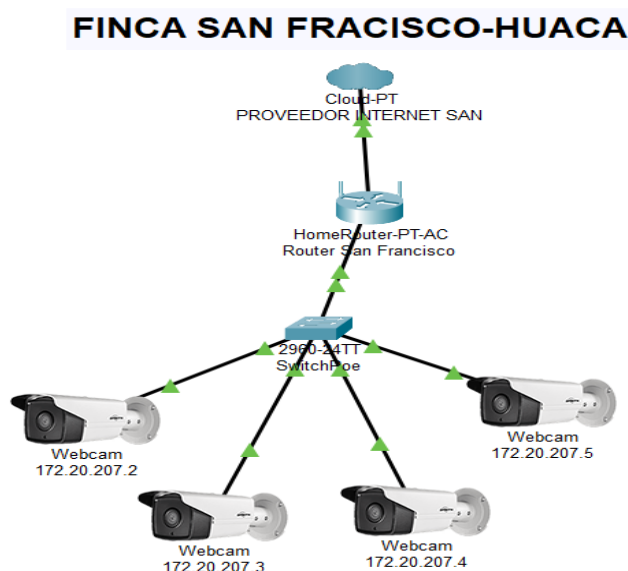 FINCA SAN FRACISCO-HUACA
Cloud-PT
PROVEEDOR INTERNET SAN
HomeRouter-PT-AC
Router San Francisco
2960-24TT
SwitchPoe
Webcam
172.20.207.2
Webcam
172.20.207.5
Webcam
172.20.207.3
Webcam
172.20.207.4